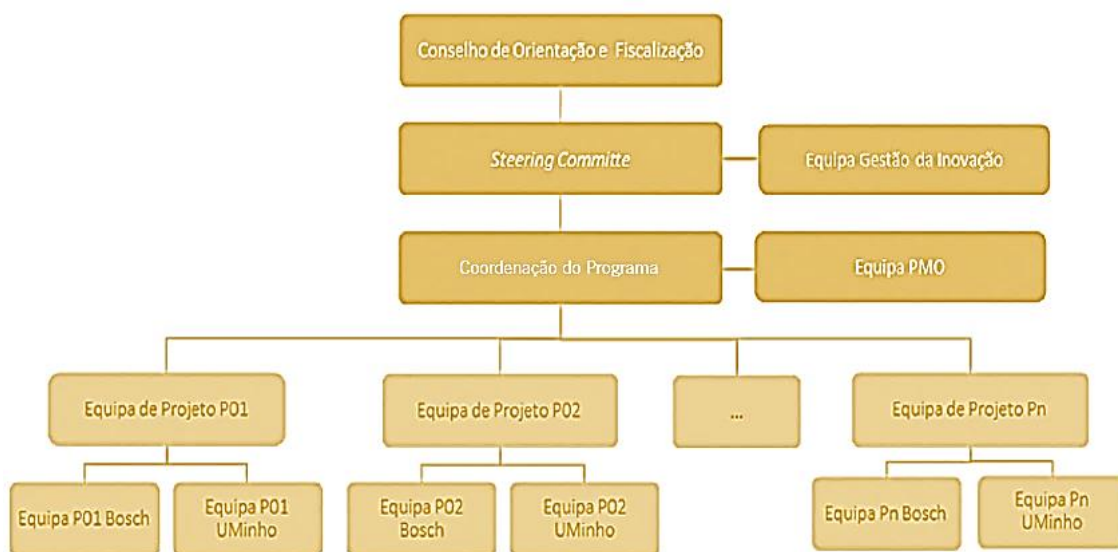 Conselho de Orientação e Fiscalização
Steering Committe
Equipa Gestão da Inovação
Coordenação do Programa
Equipa PMO
Equipa de Projeto P01
Equipa de Projeto P02
...
Equipa de Projeto Pn
Equipa P01 Bosch
Equipa P01
UMinho
Equipa P02
Bosch
Equipa P02
UMinho
Equipa Pn Bosch
Equipa Pn
UMinho